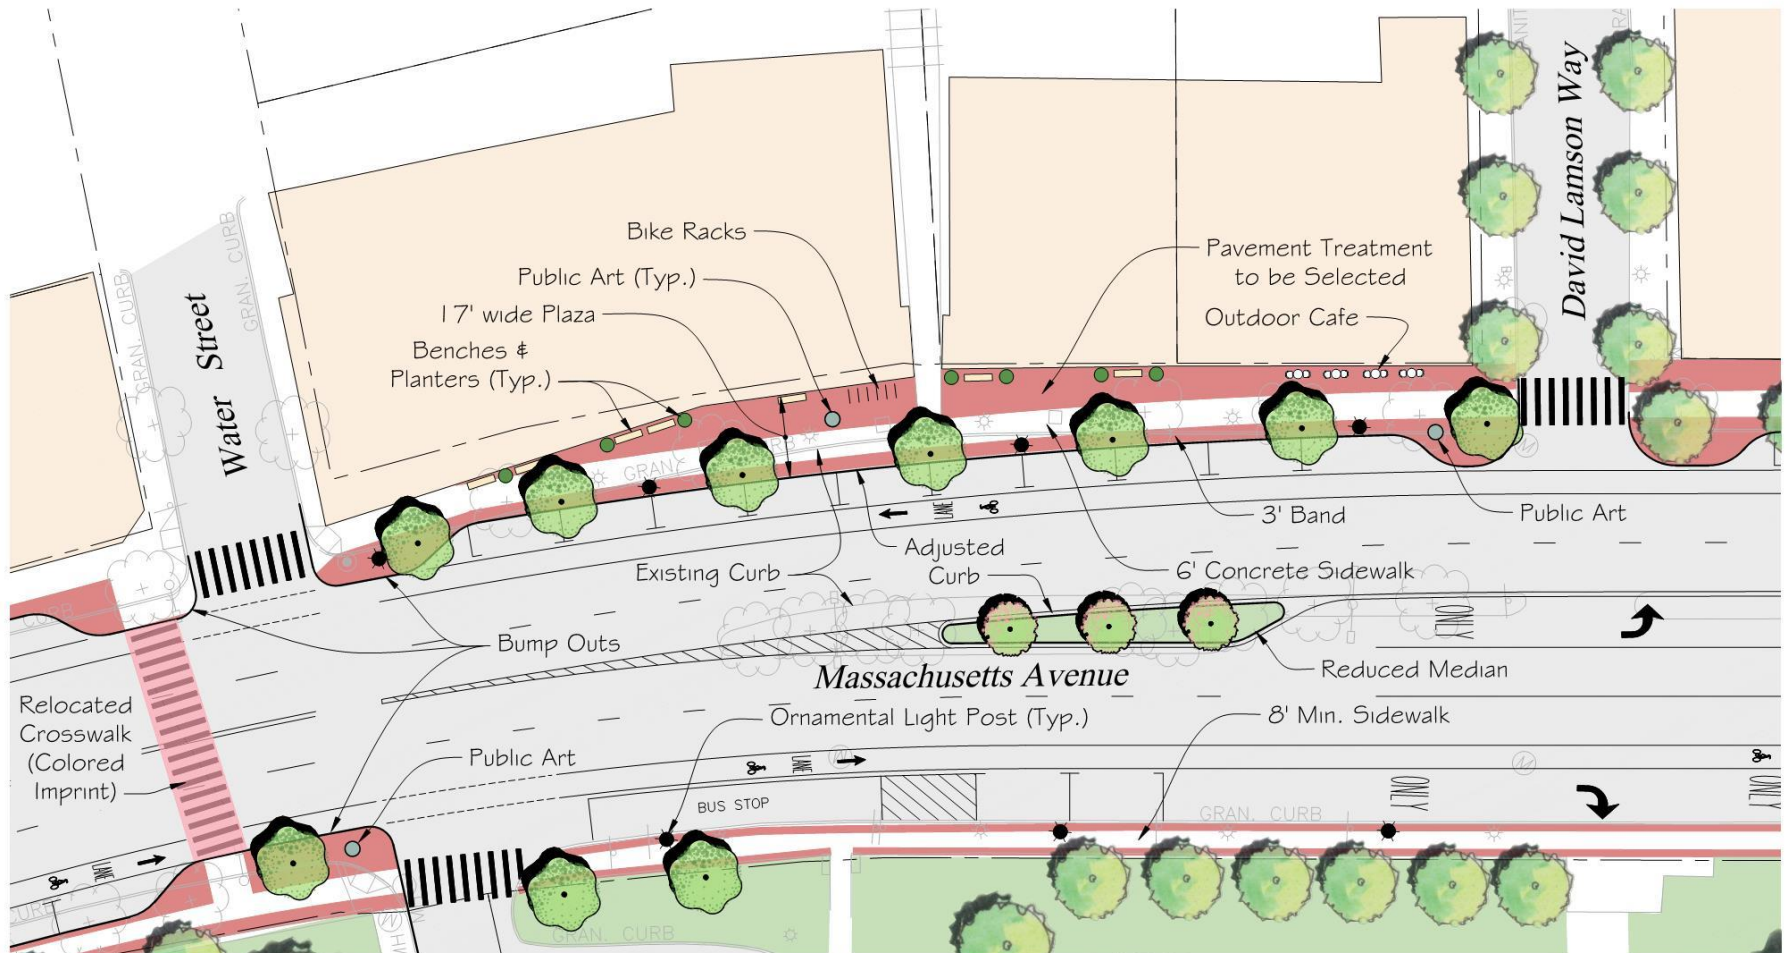 Water Street
GRAN. CURB
GRAN. CURB
David Lamson Way
Bike Racks
Public Art (Typ.)
17' wide Plaza
Benches &
Planters (Typ.)
Pavement Treatment
to be Selected
Outdoor Cafe
GRAN.
LANE
3' Band
Public Art
Adjusted
Curb
Existing Curb
6' Concrete Sidewalk
CURB
ONLY
Bump Outs
Massachusetts Avenue
Reduced Median
Relocated
Crosswalk
(Colored
Imprint)
Ornamental Light Post (Typ.)
8' Min. Sidewalk
Public Art
LANE
BUS STOP
ONLY
ONLY
GRAN. CURB
LANE
CURB
GRAN. CURB